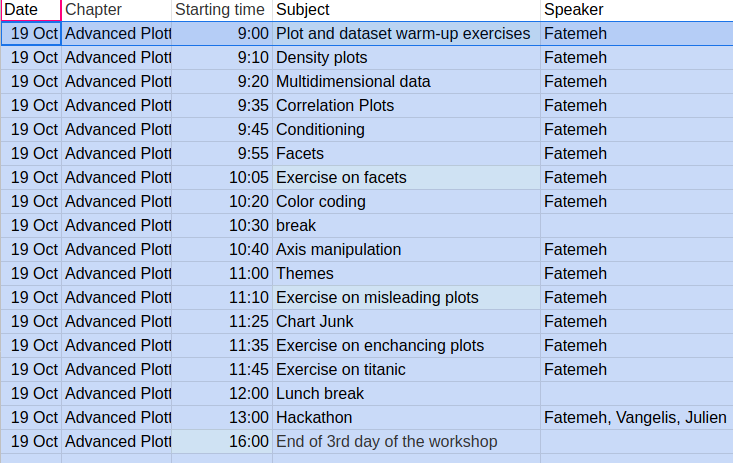 Date Chapter Starting time Subject Speaker
19 Oct Advanced Plott 9:00 Plot and dataset warm-up exercises Fatemeh
19 Oct Advanced Plott 9:10 Density plots Fatemeh
19 Oct Advanced Plott 9:20 Multidimensional data Fatemeh
19 Oct Advanced Plott 9:35 Correlation Plots Fatemeh
19 Oct Advanced Plott 9:45 Conditioning Fatemeh
19 Oct Advanced Plott 9:55 Facets Fatemeh
19 Oct Advanced Plott 10:05 Exercise on facets Fatemeh
19 Oct Advanced Plott 10:20 Color coding Fatemeh
19 Oct Advanced Plott 10:30 break
19 Oct Advanced Plott 10:40 Axis manipulation Fatemeh
19 Oct Advanced Plott 11:00 Themes Fatemeh
19 Oct Advanced Plott 11:10 Exercise on misleading plots Fatemeh
19 Oct Advanced Plott 11:25 Chart Junk Fatemeh
19 Oct Advanced Plott 11:35 Exercise on enchancing plots Fatemeh
19 Oct Advanced Plott 11:45 Exercise on titanic Fatemeh
19 Oct Advanced Plott 12:00 Lunch break
19 Oct Advanced Plott 13:00 Hackathon Fatemeh, Vangelis, Julien
19 Oct Advanced Plott 16:00 End of 3rd day of the workshop